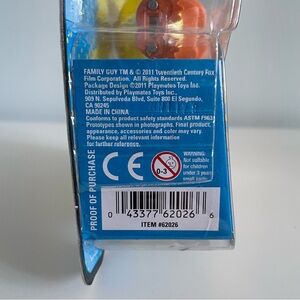 FAMILY GUY TM & © 2011 Twentieth Century Fox
Film Corporation. All Rights Reserved.
Package Design ©2011 Playmates Toys Inc.
Distributed by Playmates Toys Inc.
909 N. Sepulveda Blvd, Suite 800 El Segundo,
CA 90245
MADE IN CHINA
Conforms to product safety standards ASTM F963
Prototypes shown in photographs. Final product
appearance, accessories and color may vary.
Please keep all relevant information
for further reference.
PROOF OF PURCHASE
CE
0-3
WARNING:
Not suitable
for children
under 3 years
small parts
0 43377 62026 6
ITEM #62026